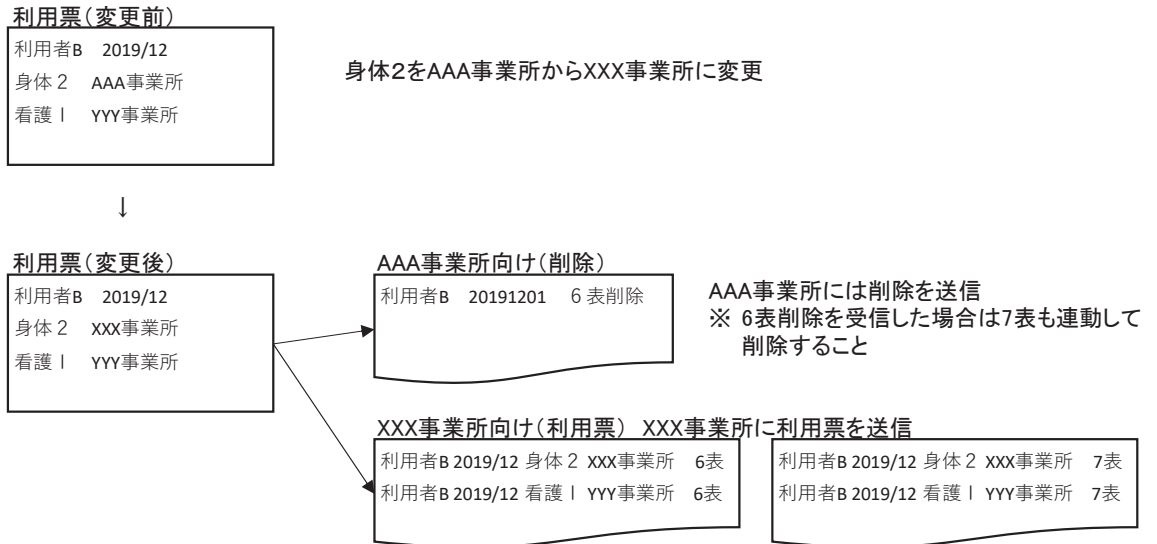 利用票（変更前）
利用者B 2019/12
身体２ AAA事業所
看護Ⅰ YYY事業所
身体２をAAA事業所からXXX事業所に変更
↓
利用票（変更後）
利用者B 2019/12
身体２ XXX事業所
看護Ⅰ YYY事業所
AAA事業所向け（削除）
利用者B 20191201 ６表削除
AAA事業所には削除を送信
※ 6表削除を受信した場合は7表も連動して
削除すること
XXX事業所向け（利用票） XXX事業所に利用票を送信
利用者B 2019/12 身体２ XXX事業所 6表
利用者B 2019/12 看護Ⅰ YYY事業所 6表
利用者B 2019/12 身体２ XXX事業所 7表
利用者B 2019/12 看護Ⅰ YYY事業所 7表